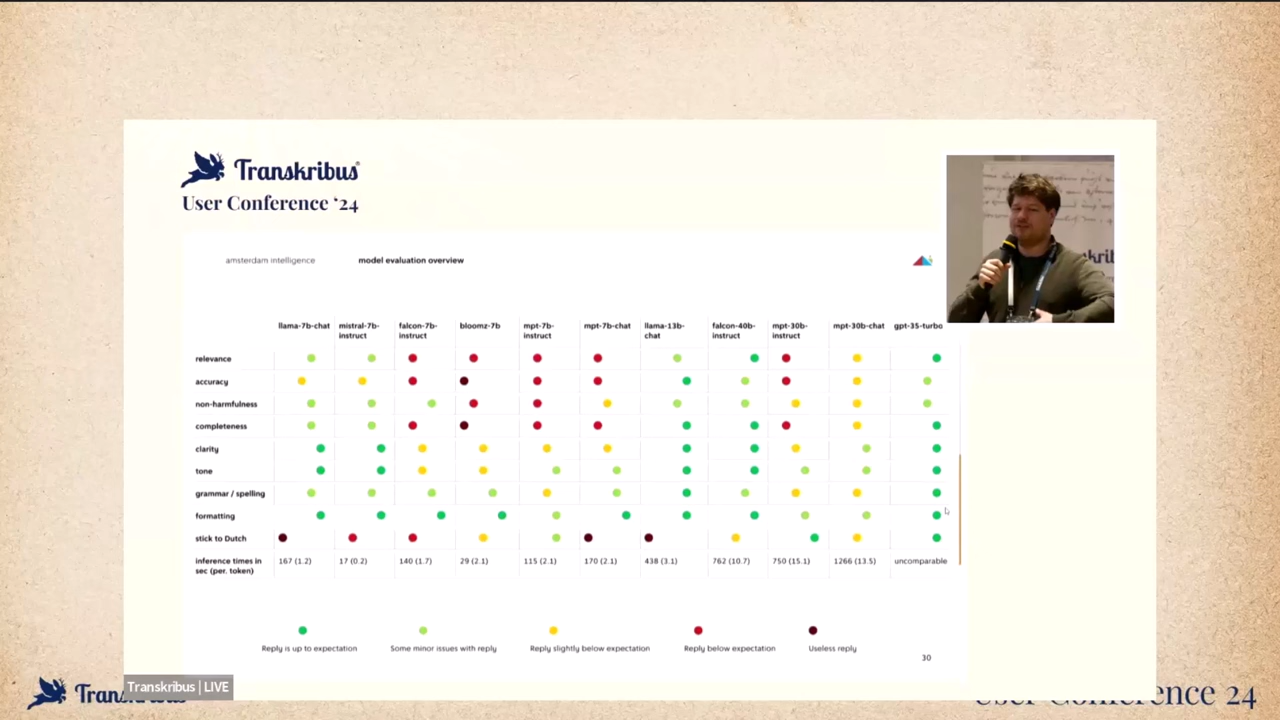 Transkribus
User Conference ‘24
amsterdam intelligence
model evaluation overview
llama-7b-chat mistral-7b-instruct falcon-7b-instruct bloomz-7b mpt-7b-instruct mpt-7b-chat llama-13b-chat falcon-40b-instruct mpt-30b-instruct mpt-30b-chat gpt-35-turbo
relevance
accuracy
non-harmfulness
completeness
clarity
tone
grammar / spelling
formatting
stick to Dutch
inference times in sec (per. token) 167 (1.2) 17 (0.2) 140 (1.7) 29 (2.1) 115 (2.1) 170 (2.1) 438 (3.1) 762 (10.7) 750 (15.1) 1266 (13.5) uncomparable
Reply is up to expectation Some minor issues with reply Reply slightly below expectation Reply below expectation Useless reply
30
Transkribus | LIVE
Transkribus
User Conference 24